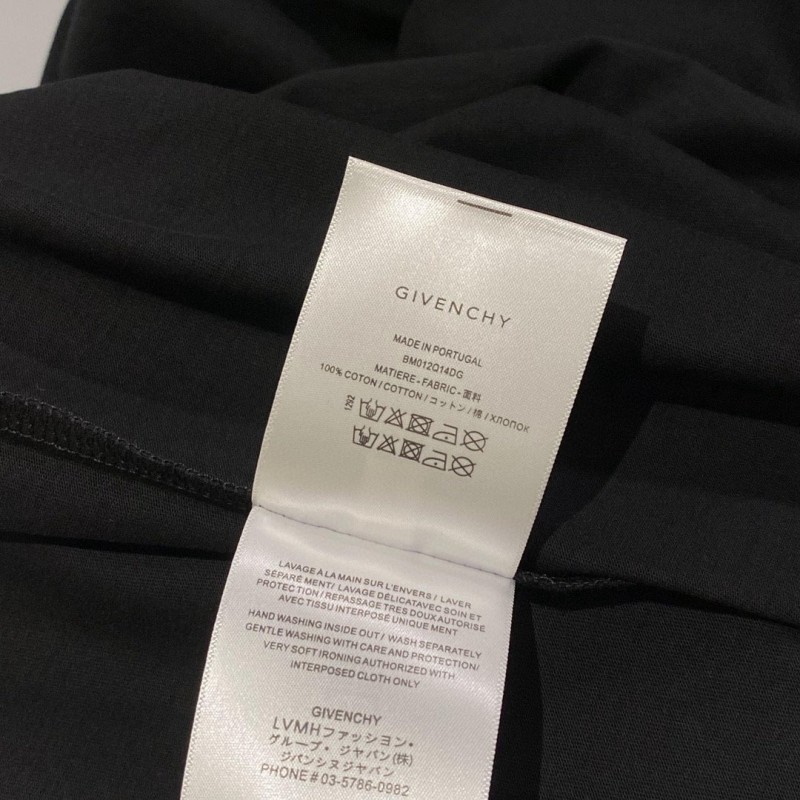 GIVENCHY
MADE IN PORTUGAL
BM012Q14DG
MATIERE-FABRIC-面料
100% COTON/COTTON/コットン/棉/ХЛОПОК
LAVAGE A LA MAIN SUR L'ENVERS/ LAVER
SÉPARÉ MENT/ LAVAGE DÉLICATAVEC SOIN ET
PROTECTION/REPASSAGE TRES DOUX AUTORISE
AVEC TISSU INTERPOSÉ UNIQUE MENT
HAND WASHING INSIDE OUT/ WASH SEPARATELY
GENTLE WASHING WITH CARE AND PROTECTION/
VERY SOFT IRONING AUTHORIZED WITH
INTERPOSED CLOTH ONLY
GIVENCHY
LVMHファッション・
グループ・ジャパン(株)
ジバンシヌジャパン
PHONE # 03-5786-0982